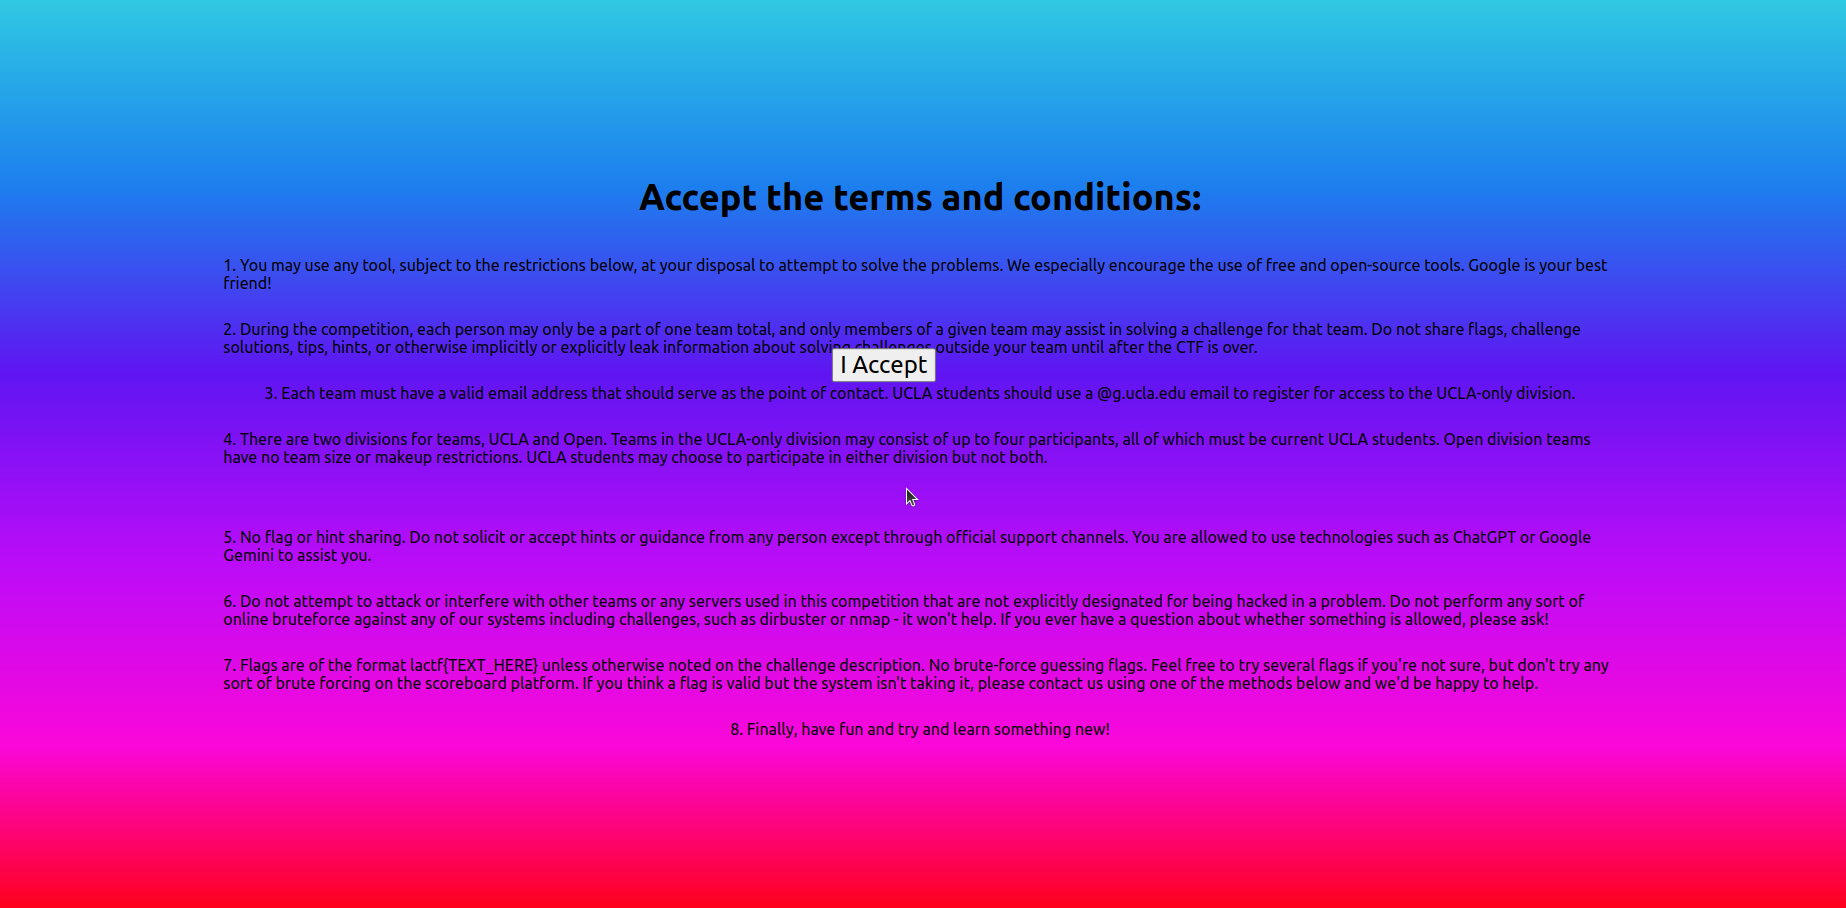 Accept the terms and conditions:
1. You may use any tool, subject to the restrictions below, at your disposal to attempt to solve the problems. We especially encourage the use of free and open-source tools. Google is your best
friend!
2. During the competition, each person may only be a part of one team total, and only members of a given team may assist in solving a challenge for that team. Do not share flags, challenge
solutions, tips, hints, or otherwise implicitly or explicitly leak information about solving challenges outside your team until after the CTF is over.
I Accept
3. Each team must have a valid email address that should serve as the point of contact. UCLA students should use a @g.ucla.edu email to register for access to the UCLA-only division.
4. There are two divisions for teams, UCLA and Open. Teams in the UCLA-only division may consist of up to four participants, all of which must be current UCLA students. Open division teams
have no team size or makeup restrictions. UCLA students may choose to participate in either division but not both.
5. No flag or hint sharing. Do not solicit or accept hints or guidance from any person except through official support channels. You are allowed to use technologies such as ChatGPT or Google
Gemini to assist you.
6. Do not attempt to attack or interfere with other teams or any servers used in this competition that are not explicitly designated for being hacked in a problem. Do not perform any sort of
online bruteforce against any of our systems including challenges, such as dirbuster or nmap - it won't help. If you ever have a question about whether something is allowed, please ask!
7. Flags are of the format lactf{TEXT_HERE} unless otherwise noted on the challenge description. No brute-force guessing flags. Feel free to try several flags if you're not sure, but don't try any
sort of brute forcing on the scoreboard platform. If you think a flag is valid but the system isn't taking it, please contact us using one of the methods below and we'd be happy to help.
8. Finally, have fun and try and learn something new!